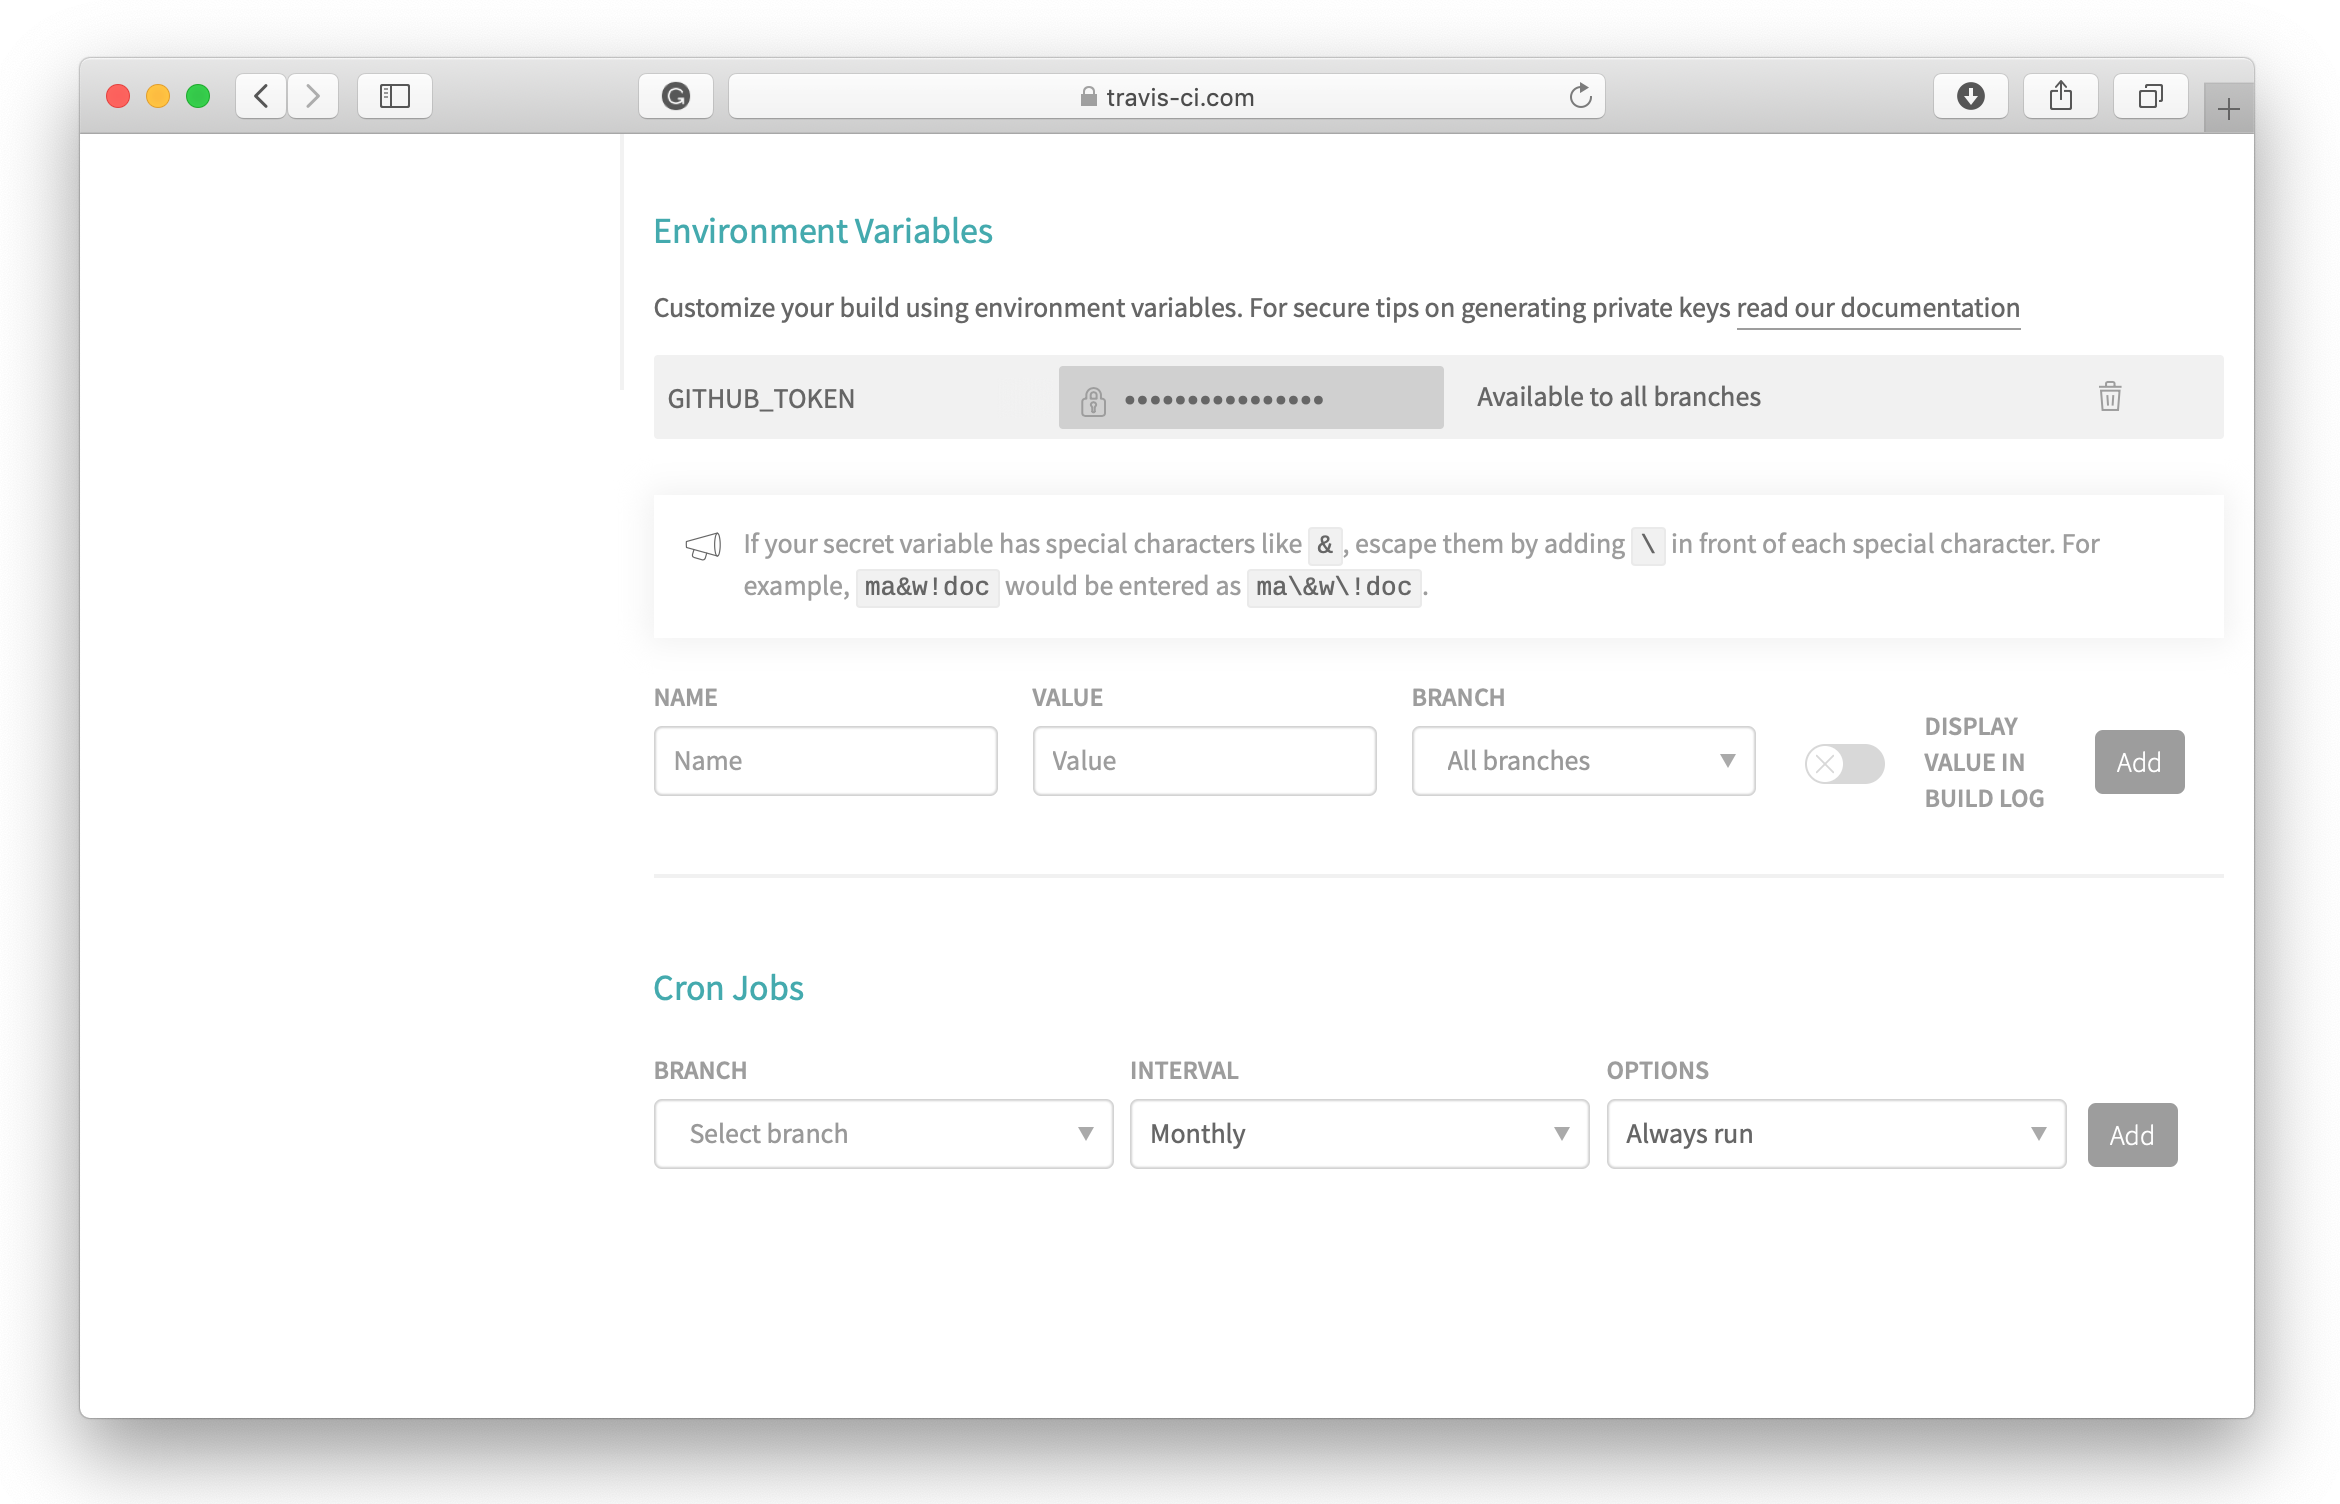 travis-ci.com
Environment Variables
Customize your build using environment variables. For secure tips on generating private keys read our documentation
GITHUB_TOKEN •••••••••••••••• Available to all branches
If your secret variable has special characters like & , escape them by adding \ in front of each special character. For
example, ma&w!doc would be entered as ma\&w\!doc .
NAME VALUE BRANCH
DISPLAY
Name Value All branches VALUE IN Add
BUILD LOG
Cron Jobs
BRANCH INTERVAL OPTIONS
Select branch Monthly Always run Add